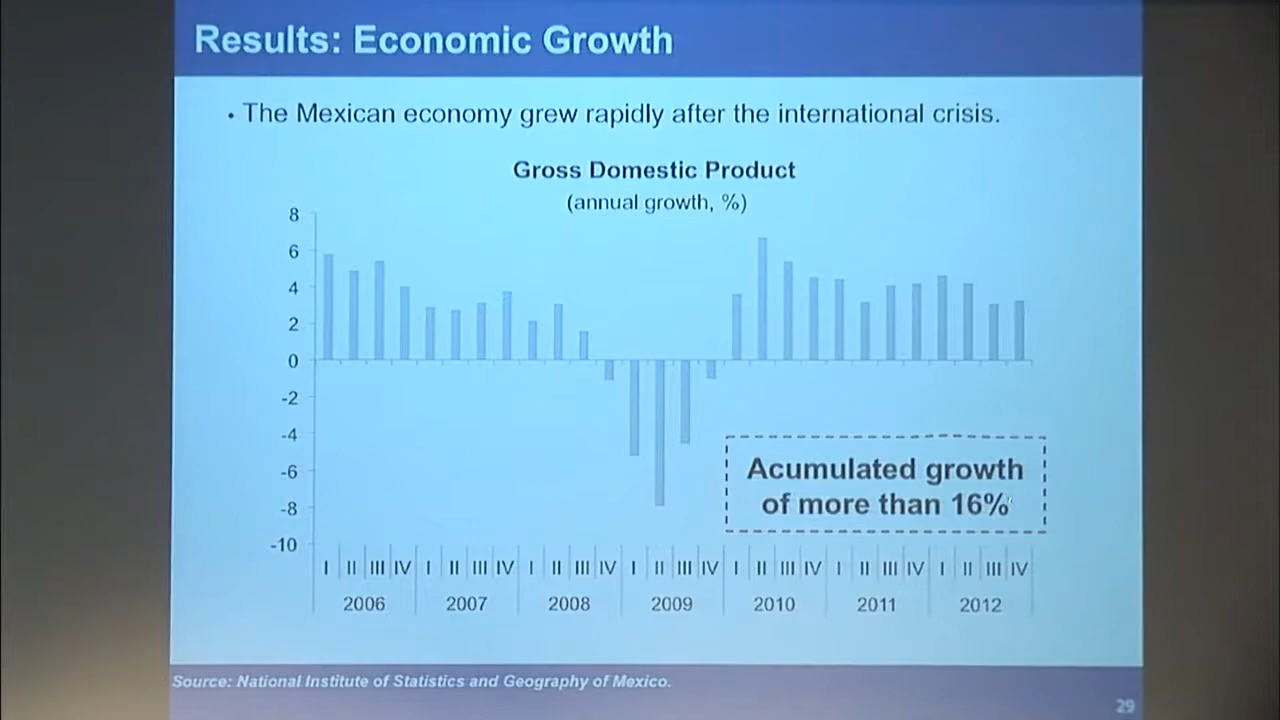 Results: Economic Growth
• The Mexican economy grew rapidly after the international crisis.
Gross Domestic Product
(annual growth, %)
8
6
4
2
0
-2
-4
-6
-8
-10
Acumulated growth
of more than 16%
I II III IV I II III IV I II III IV I II III IV I II III IV I II III IV I II III IV
2006 2007 2008 2009 2010 2011 2012
Source: National Institute of Statistics and Geography of Mexico.
29